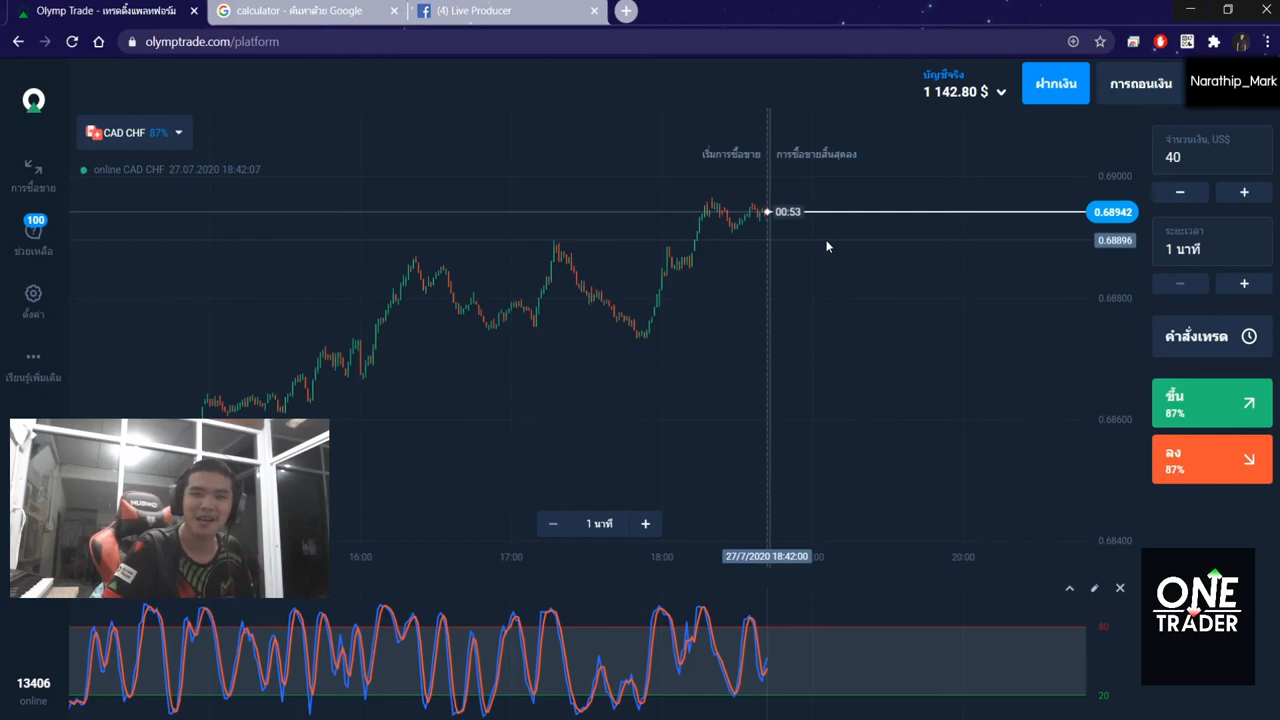 Olymp Trade - เทรดดิ้งแพลทฟอร์ม
calculator - ค้นหาด้วย Google
(4) Live Producer
olymptrade.com/platform
บัญชีจริง
1 142.80 $
ฝากเงิน
การถอนเงิน
Narathip_Mark
CAD CHF 87%
online CAD CHF 27.07.2020 18:42:07
เริ่มการซื้อขาย
การซื้อขายสิ้นสุดลง
การซื้อขาย
100
ช่วยเหลือ
ตั้งค่า
เรียนรู้เพิ่มเติม
0.69000
00:53
0.68942
0.68896
0.68800
0.68600
0.68400
จำนวนเงิน, US$
40
ระยะเวลา
1 นาที
คำสั่งเทรด
ขึ้น
87%
ลง
87%
1 นาที
16:00
17:00
18:00
27/7/2020 18:42:00
20:00
ONE
TRADER
80
20
13406
online